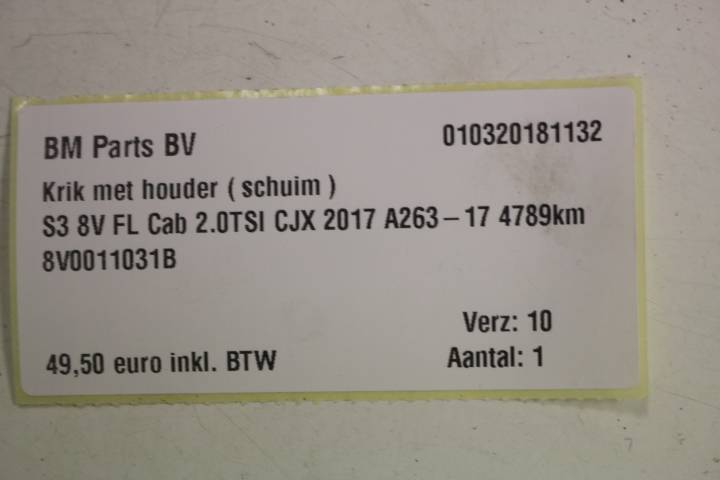 BM Parts BV 010320181132
Krik met houder ( schuim )
S3 8V FL Cab 2.0TSI CJX 2017 A263-17 4789km
8V0011031B
Verz: 10
49,50 euro inkl. BTW Aantal: 1